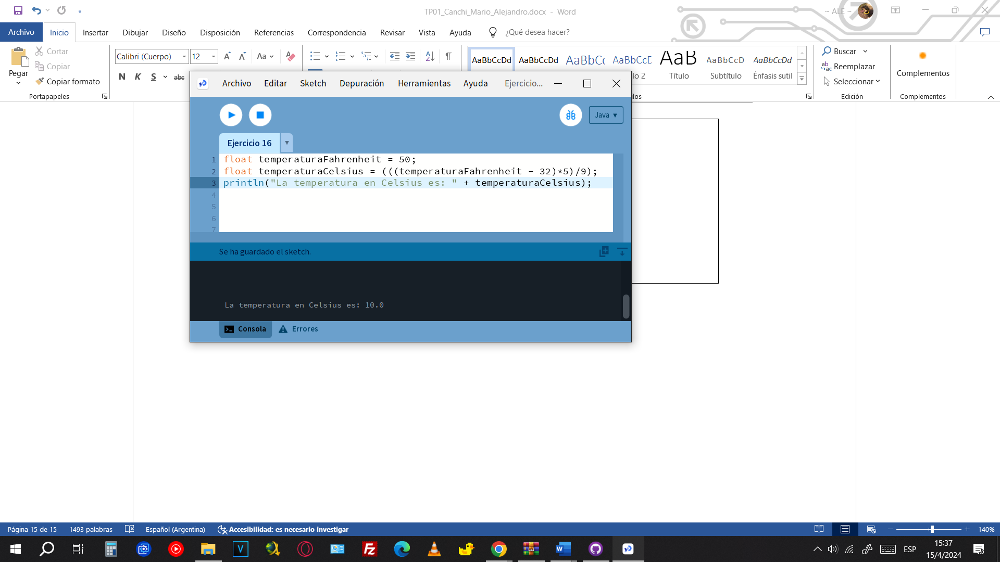 TP01_Canchi_Mario_Alejandro.docx - Word
~ ALE ~
Archivo Inicio Insertar Dibujar Diseño Disposición Referencias Correspondencia Revisar Vista Ayuda ¿Qué desea hacer?
Pegar
Cortar
Copiar
Copiar formato
Portapapeles
Calibri (Cuerpo) 12
Aa
N K S abc
AaBbCcDd AaBbCcDd AaBbCc AaBbCcD AaB AaBbCcD AaBbCcDd
lo 2 Título Subtítulo Énfasis sutil
ilos
Buscar
Reemplazar
Seleccionar
Edición
Complementos
Complementos
Archivo Editar Sketch Depuración Herramientas Ayuda Ejercicio...
Java ▾
Ejercicio 16 ▾
1 float temperaturaFahrenheit = 50;
2 float temperaturaCelsius = (((temperaturaFahrenheit - 32)*5)/9);
3 println("La temperatura en Celsius es: " + temperaturaCelsius);
4
5
6
7
Se ha guardado el sketch.
La temperatura en Celsius es: 10.0
Consola Errores
Página 15 de 15 1493 palabras Español (Argentina) Accesibilidad: es necesario investigar 140%
ESP
15:37
15/4/2024